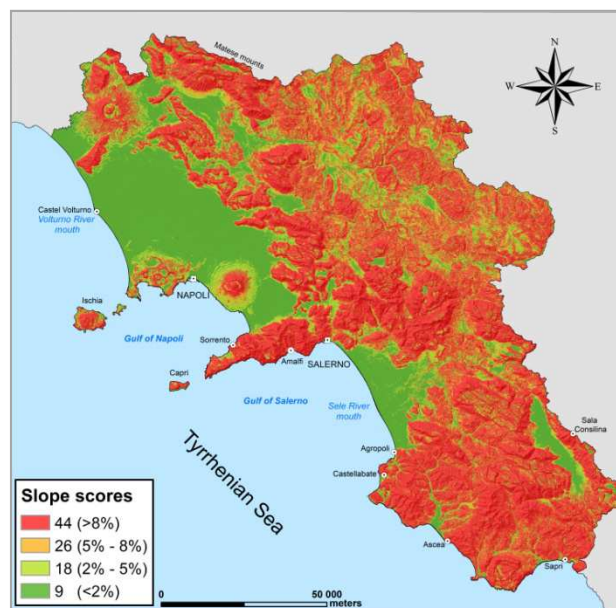 Matese mounts
N
W
E
S
Castel Volturno
Volturno River
mouth
NAPOLI
Ischia
Gulf of Napoli
Sorrento
Capri
Amalfi
SALERNO
Gulf of Salerno
Sele River
mouth
Sala
Consilina
Agropoli
Castellabate
Tyrrhenian Sea
Ascea
Sapri
Slope scores
44 (>8%)
26 (5% - 8%)
18 (2% - 5%)
9 (<2%)
0
50 000
meters